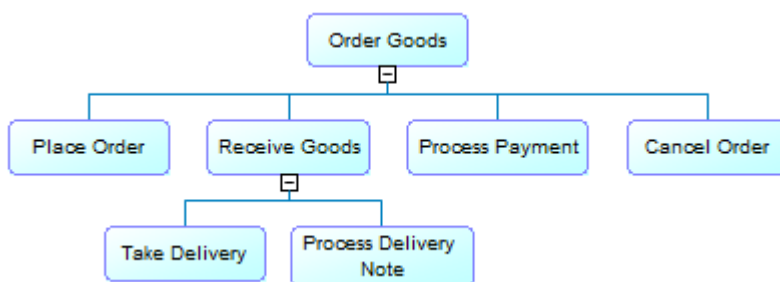 Order Goods
Place Order
Receive Goods
Process Payment
Cancel Order
Take Delivery
Process Delivery
Note